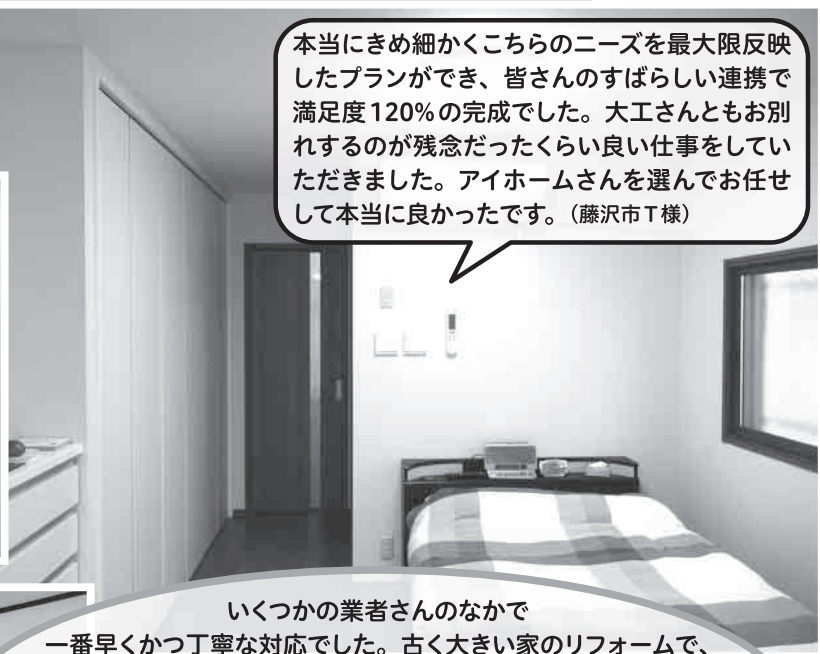 本当にきめ細かくこちらのニーズを最大限反映
したプランができ、皆さんのすばらしい連携で
満足度120%の完成でした。大工さんともお別
れするのが残念だったくらい良い仕事をしてい
ただきました。アイホームさんを選んでお任せ
して本当に良かったです。（藤沢市T様）
いくつかの業者さんのなかで
一番早くかつ丁寧な対応でした。古く大きい家のリフォームで、